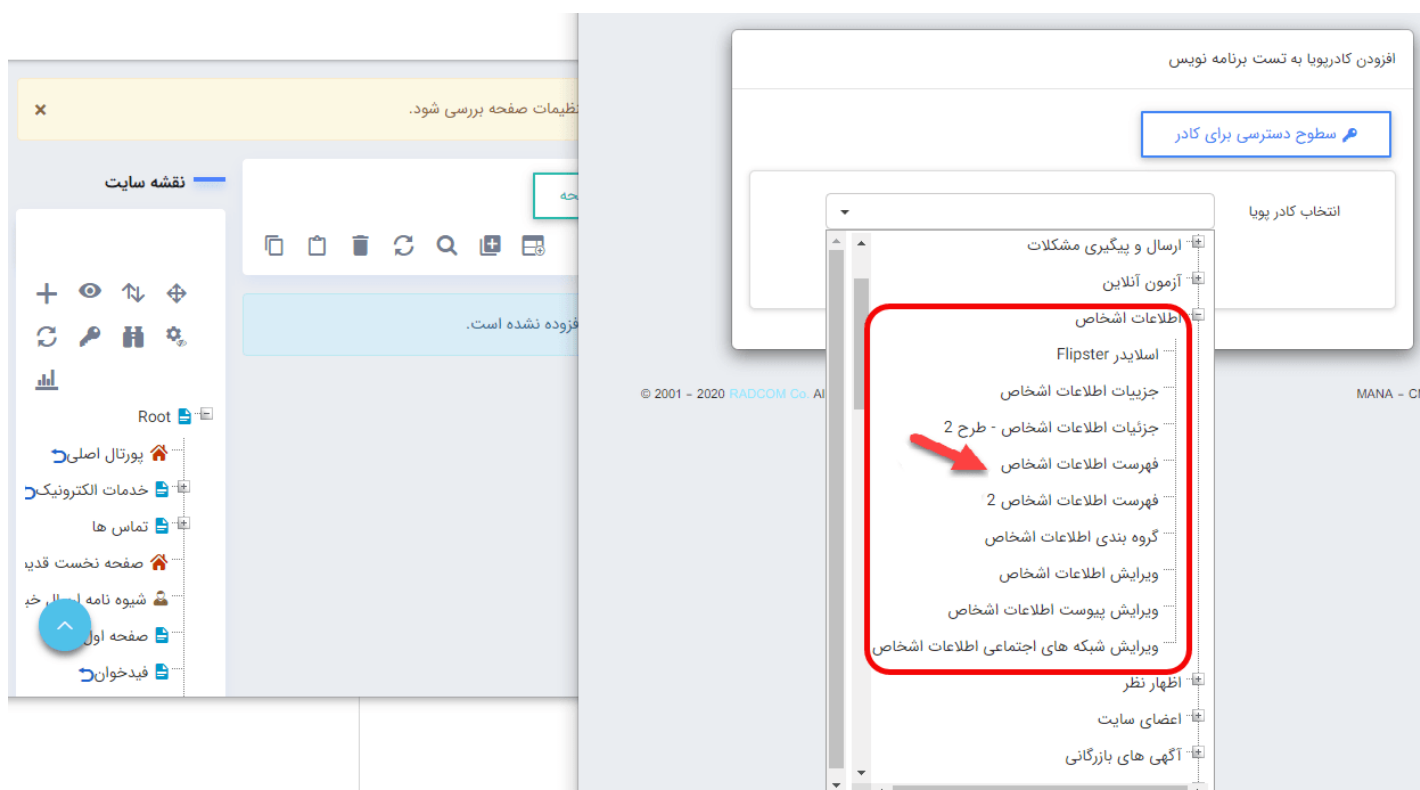 افزودن کادرپویا به تست برنامه نویس
سطوح دسترسی برای کادر
انتخاب کادر پویا
ارسال و پیگیری مشکلات
آزمون آنلاین
اطلاعات اشخاص
اسلایدر Flipster
جزییات اطلاعات اشخاص
جزئیات اطلاعات اشخاص - طرح 2
فهرست اطلاعات اشخاص
فهرست اطلاعات اشخاص 2
گروه بندی اطلاعات اشخاص
ویرایش اطلاعات اشخاص
ویرایش پیوست اطلاعات اشخاص
ویرایش شبکه های اجتماعی اطلاعات اشخاص
اظهار نظر
اعضای سایت
آگهی های بازرگانی
© 2001 - 2020 RADCOM Co. Al
MANA - C
صفحه بررسی شود.
فزوده نشده است.
نقشه سایت
Root
پورتال اصلی
خدمات الکترونیک
تماس ها
صفحه نخست
شیوه نامه
صفحه اول
فیدخوان